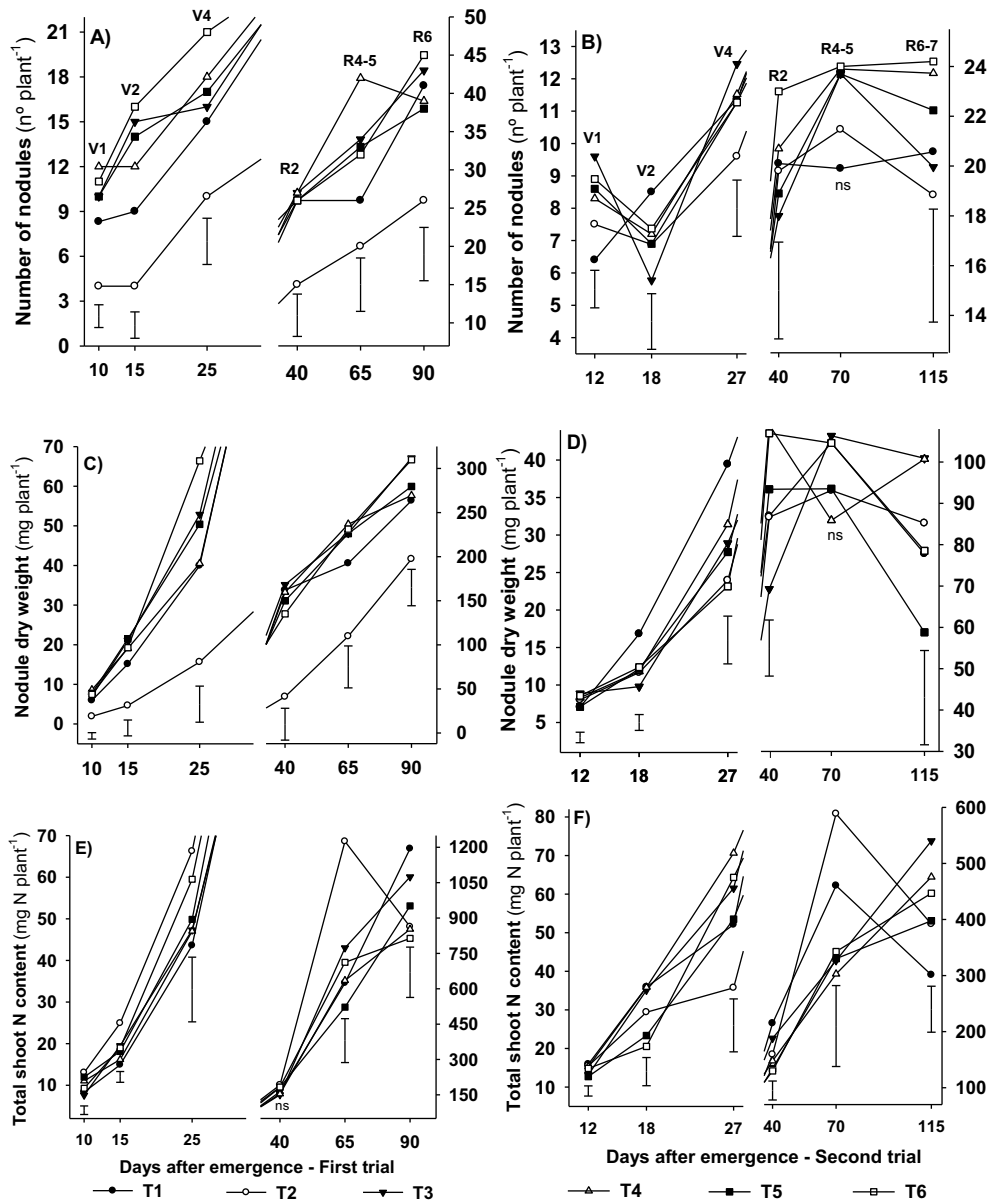 A)
Number of nodules (nº plant-1)
21
18
15
12
9
6
3
0
V1
V2
V4
R2
R4-5
R6
50
45
40
35
30
25
20
15
10
10 15 25 40 65 90
B)
Number of nodules (nº plant-1)
13
12
11
10
9
8
7
6
5
4
V1
V2
V4
R2
R4-5
R6-7
ns
24
22
20
18
16
14
12 18 27 40 70 115
C)
Nodule dry weight (mg plant-1)
70
60
50
40
30
20
10
0
300
250
200
150
100
50
0
10 15 25 40 65 90
D)
Nodule dry weight (mg plant-1)
40
35
30
25
20
15
10
5
ns
100
90
80
70
60
50
40
30
12 18 27 40 70 115
E)
Total shoot N content (mg N plant-1)
70
60
50
40
30
20
10
ns
1200
1050
900
750
600
450
300
150
10 15 25 40 65 90
Days after emergence - First trial
F)
Total shoot N content (mg N plant-1)
80
70
60
50
40
30
20
10
600
500
400
300
200
100
12 18 27 40 70 115
Days after emergence - Second trial
T1 T2 T3 T4 T5 T6